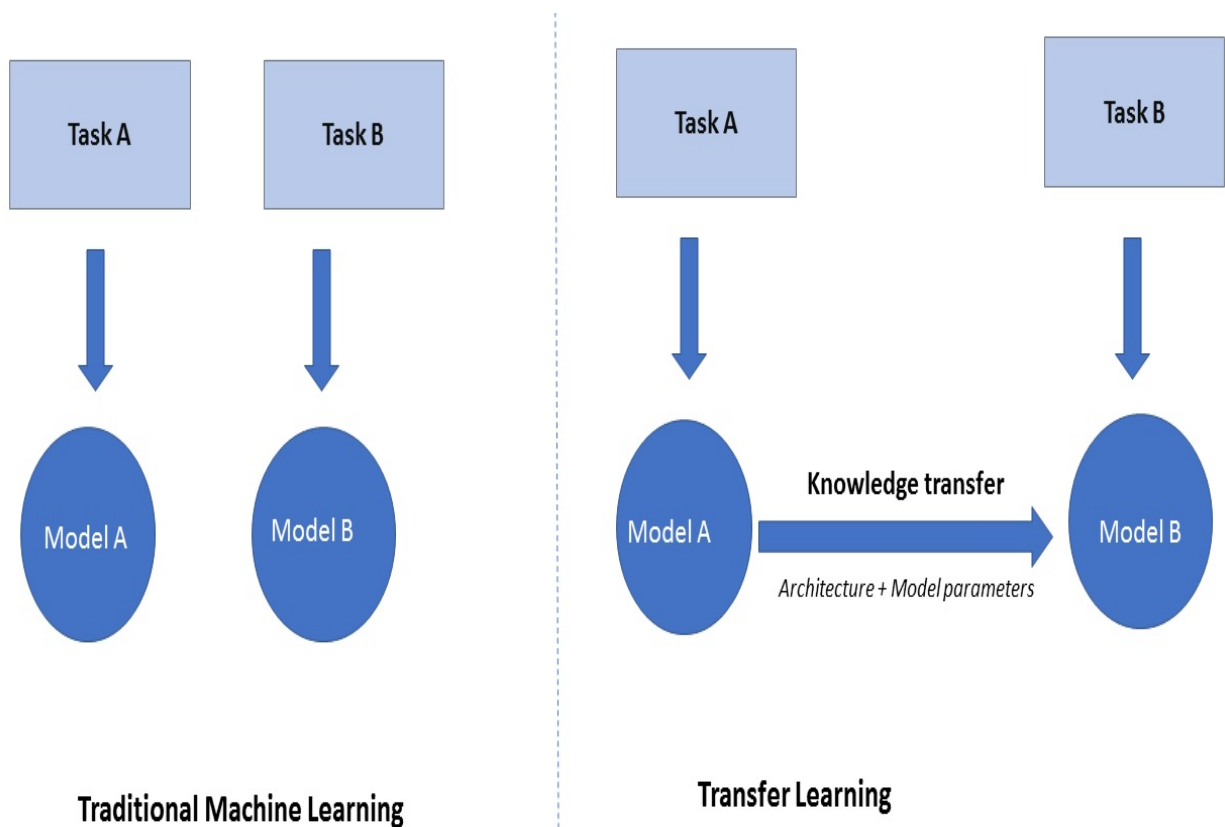 Task A
Task B
Model A
Model B
Traditional Machine Learning
Task A
Task B
Model A
Knowledge transfer
Architecture + Model parameters
Model B
Transfer Learning